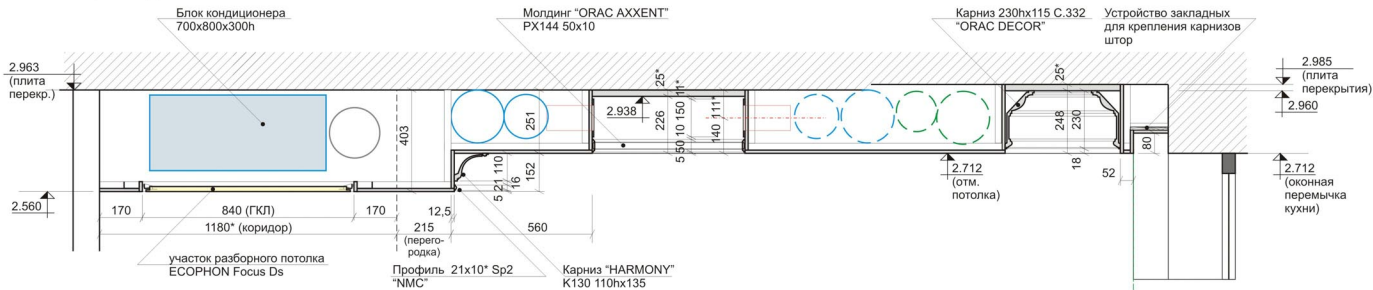 Блок кондиционера
700x800x300h
Молдинг “ORAC AXXENT”
PX144 50x10
Карниз 230hx115 C.332
“ORAC DECOR”
Устройство закладных
для крепления карнизов
штор
2.963
(плита
перекр.)
2.985
(плита
перекрытия)
2.960
403
251
152
110
21
16
5
25*
11*
2.938
226
150
10
50
5
111
140
25*
248
230
18
80
52
2.712
(отм.
потолка)
2.712
(оконная
перемычка
кухни)
2.560
170
840 (ГКЛ)
170
12,5
1180* (коридор)
215
(перего-
родка)
560
участок разборного потолка
ECOPHON Focus Ds
Профиль 21x10* Sp2
“NMC”
Карниз “HARMONY”
K130 110hx135